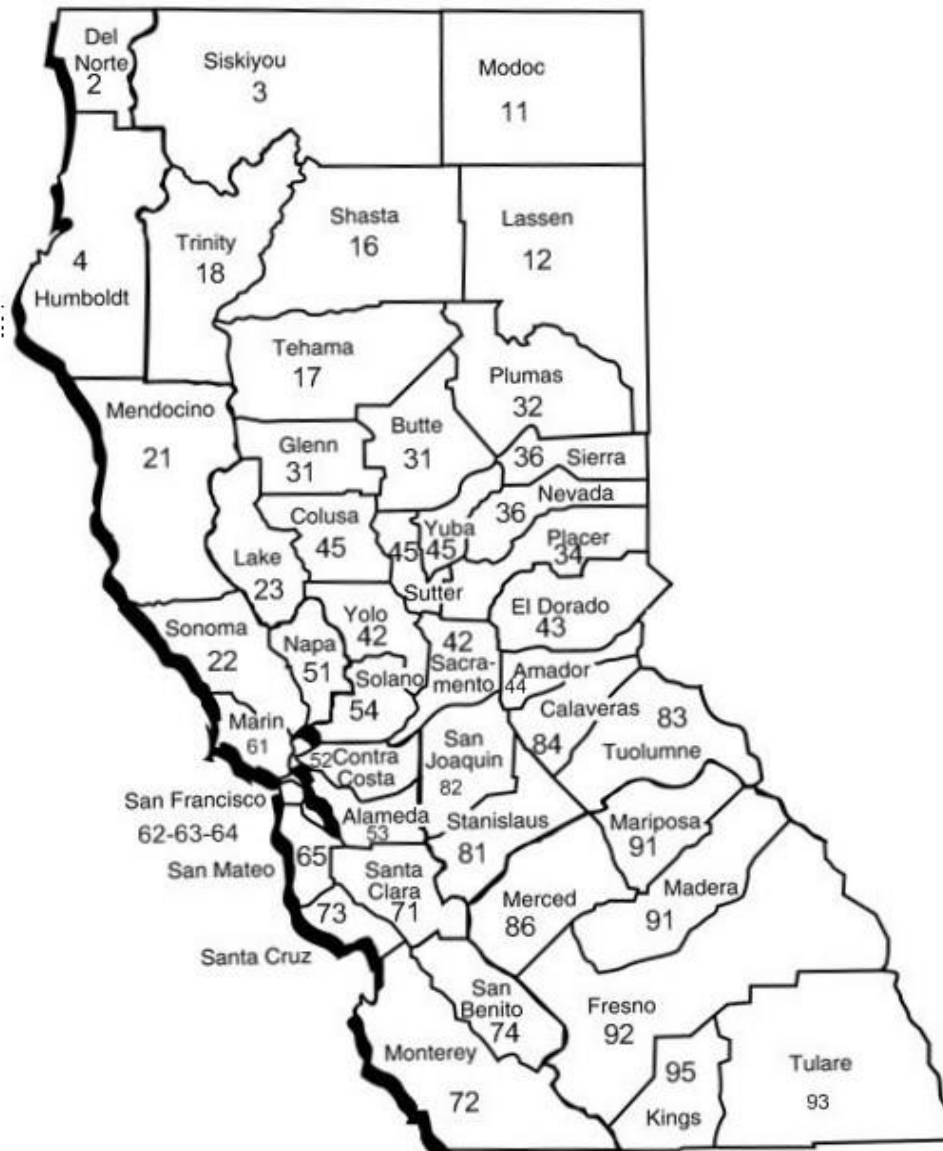 Del
Norte
2
Siskiyou
3
Modoc
11
4
Humboldt
Trinity
18
Shasta
16
Lassen
12
Tehama
17
Plumas
32
Mendocino
21
Glenn
31
Butte
31
36 Sierra
Nevada
36
Colusa
45
45
Sutter
Yuba
45
Placer
34
Lake
23
El Dorado
43
Sonoma
22
Napa
51
Yolo
42
Solano
54
42
Sacra-
mento
44
Amador
Calaveras
84
83
Tuolumne
Marin
61
52 Contra
Costa
San
Joaquin
82
San Francisco
62-63-64
Alameda
53
Stanislaus
81
Mariposa
91
San Mateo
65
Santa
Clara
71
Merced
86
Madera
91
73
Santa Cruz
San
Benito
74
Fresno
92
Monterey
72
95
Kings
Tulare
93